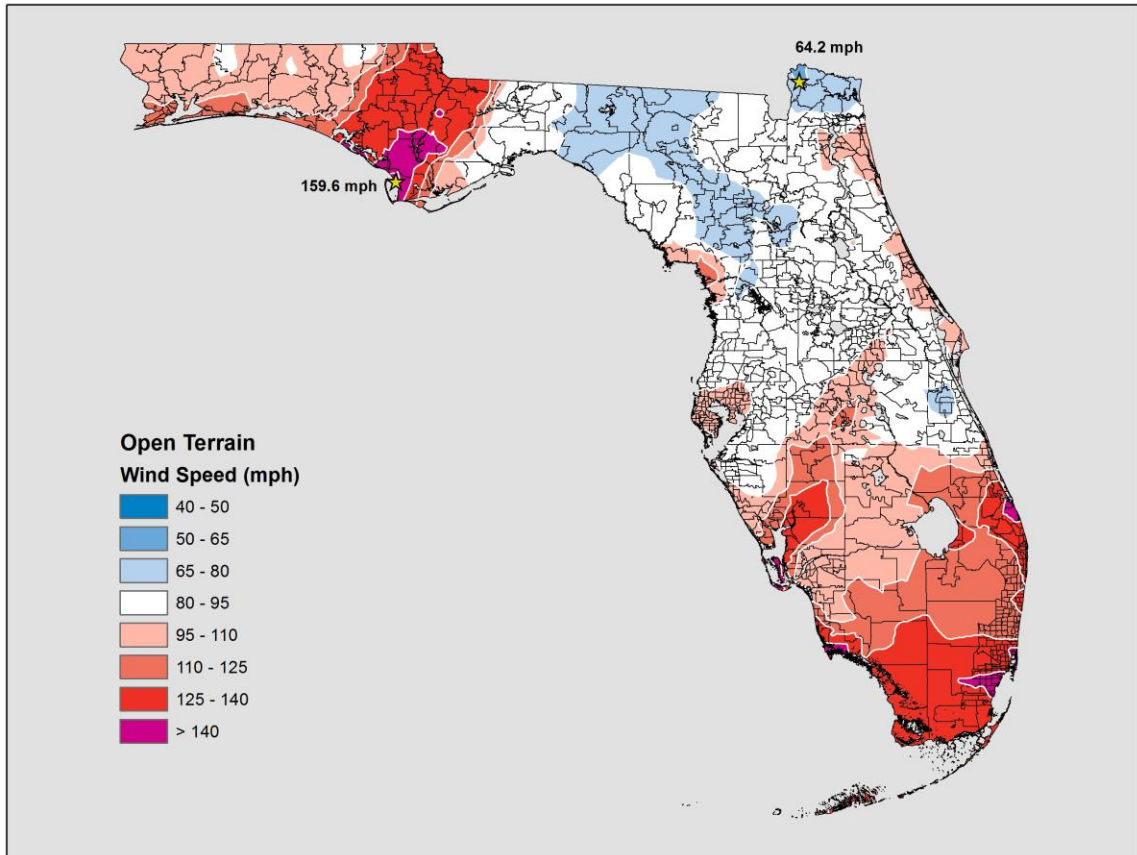 64.2 mph
159.6 mph
Open Terrain
Wind Speed (mph)
40 - 50
50 - 65
65 - 80
80 - 95
95 - 110
110 - 125
125 - 140
> 140